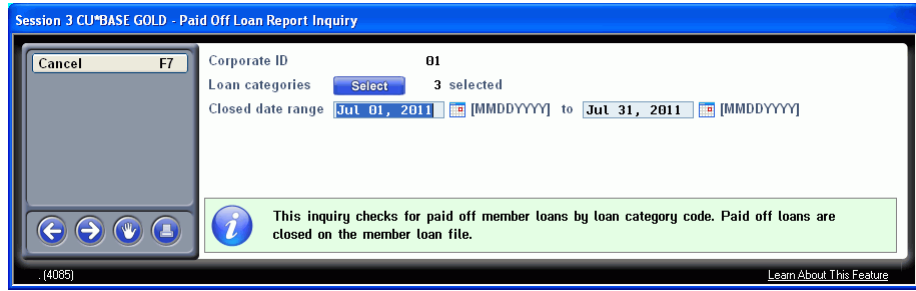 Session 3 CU*BASE GOLD - Paid Off Loan Report Inquiry
Cancel F7
Corporate ID 01
Loan categories Select 3 selected
Closed date range Jul 01, 2011 [MMDDYYYY] to Jul 31, 2011 [MMDDYYYY]
This inquiry checks for paid off member loans by loan category code. Paid off loans are
closed on the member loan file.
. (4085) Learn About This Feature